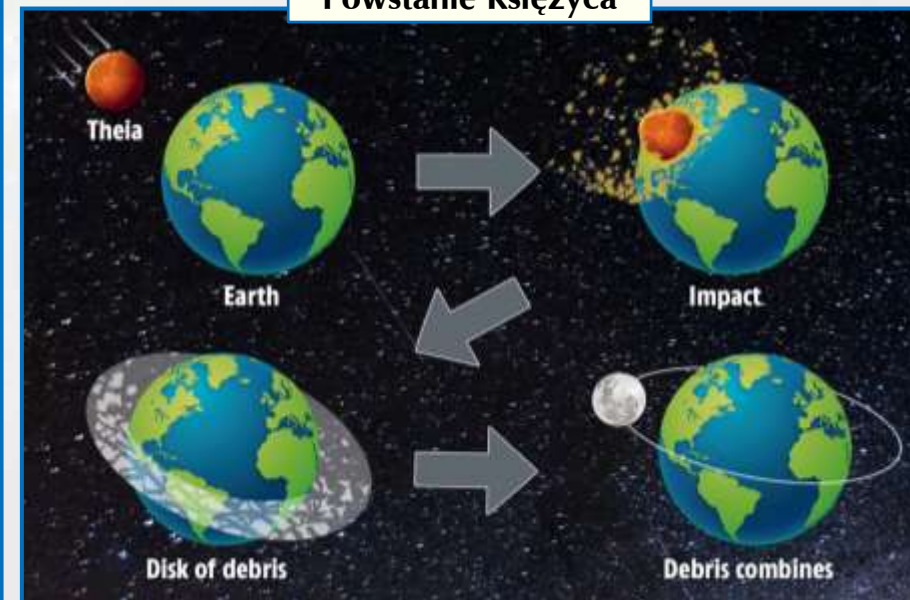 Powstanie Księżyca
Theia
Earth
Impact
Disk of debris
Debris combines